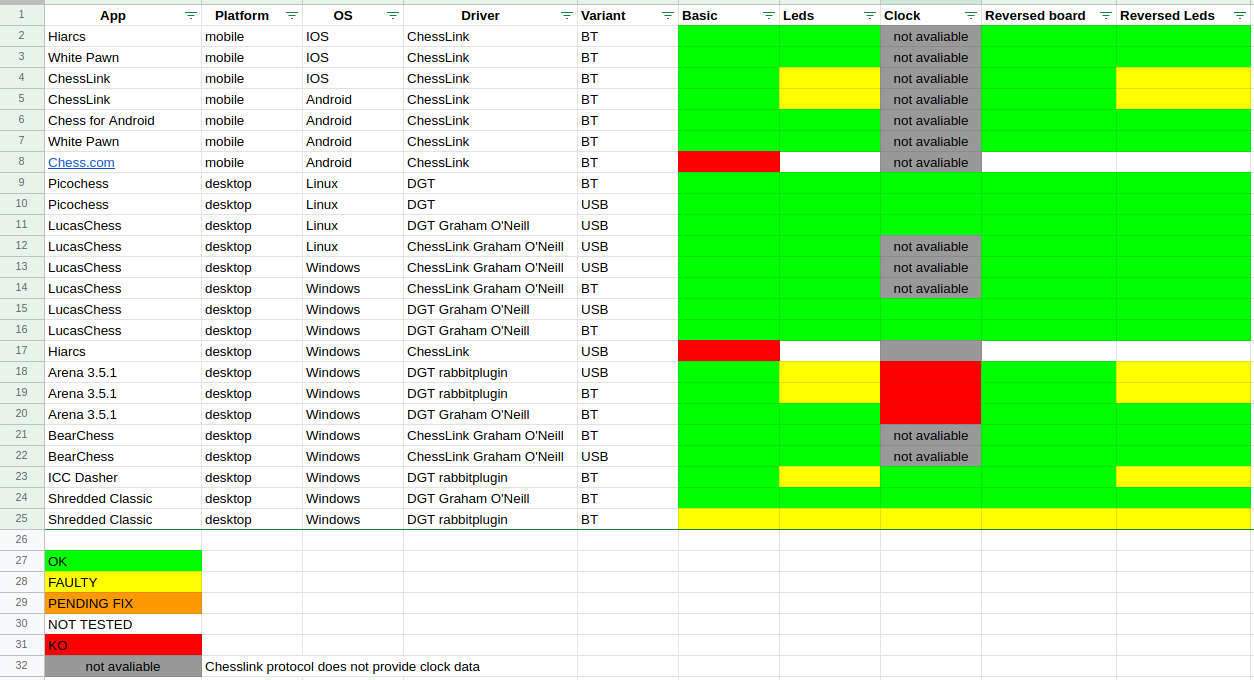 1 App Platform OS Driver Variant Basic Leds Clock Reversed board Reversed Leds
2 Hiarcs mobile IOS ChessLink BT not avaliable
3 White Pawn mobile IOS ChessLink BT not avaliable
4 ChessLink mobile IOS ChessLink BT not avaliable
5 ChessLink mobile Android ChessLink BT not avaliable
6 Chess for Android mobile Android ChessLink BT not avaliable
7 White Pawn mobile Android ChessLink BT not avaliable
8 Chess.com mobile Android ChessLink BT not avaliable
9 Picochess desktop Linux DGT BT
10 Picochess desktop Linux DGT USB
11 LucasChess desktop Linux DGT Graham O'Neill USB
12 LucasChess desktop Linux ChessLink Graham O'Neill USB not avaliable
13 LucasChess desktop Windows ChessLink Graham O'Neill USB not avaliable
14 LucasChess desktop Windows ChessLink Graham O'Neill BT not avaliable
15 LucasChess desktop Windows DGT Graham O'Neill USB
16 LucasChess desktop Windows DGT Graham O'Neill BT
17 Hiarcs desktop Windows ChessLink USB
18 Arena 3.5.1 desktop Windows DGT rabbitplugin USB
19 Arena 3.5.1 desktop Windows DGT rabbitplugin BT
20 Arena 3.5.1 desktop Windows DGT Graham O'Neill BT
21 BearChess desktop Windows ChessLink Graham O'Neill BT not avaliable
22 BearChess desktop Windows ChessLink Graham O'Neill USB not avaliable
23 ICC Dasher desktop Windows DGT rabbitplugin BT
24 Shredded Classic desktop Windows DGT Graham O'Neill BT
25 Shredded Classic desktop Windows DGT rabbitplugin BT
26
27 OK
28 FAULTY
29 PENDING FIX
30 NOT TESTED
31 KO
32 not avaliable Chesslink protocol does not provide clock data